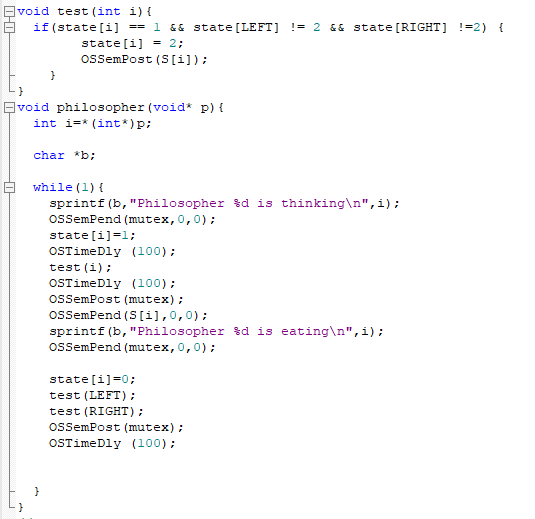 void test(int i){
if(state[i] == 1 && state[LEFT] != 2 && state[RIGHT] !=2) {
state[i] = 2;
OSSemPost(S[i]);
}
}
void philosopher(void* p){
int i=*(int*)p;
char *b;
while(1){
sprintf(b,"Philosopher %d is thinking\n",i);
OSSemPend(mutex,0,0);
state[i]=1;
OSTimeDly (100);
test(i);
OSTimeDly (100);
OSSemPost(mutex);
OSSemPend(S[i],0,0);
sprintf(b,"Philosopher %d is eating\n",i);
OSSemPend(mutex,0,0);
state[i]=0;
test(LEFT);
test(RIGHT);
OSSemPost(mutex);
OSTimeDly (100);
}
}